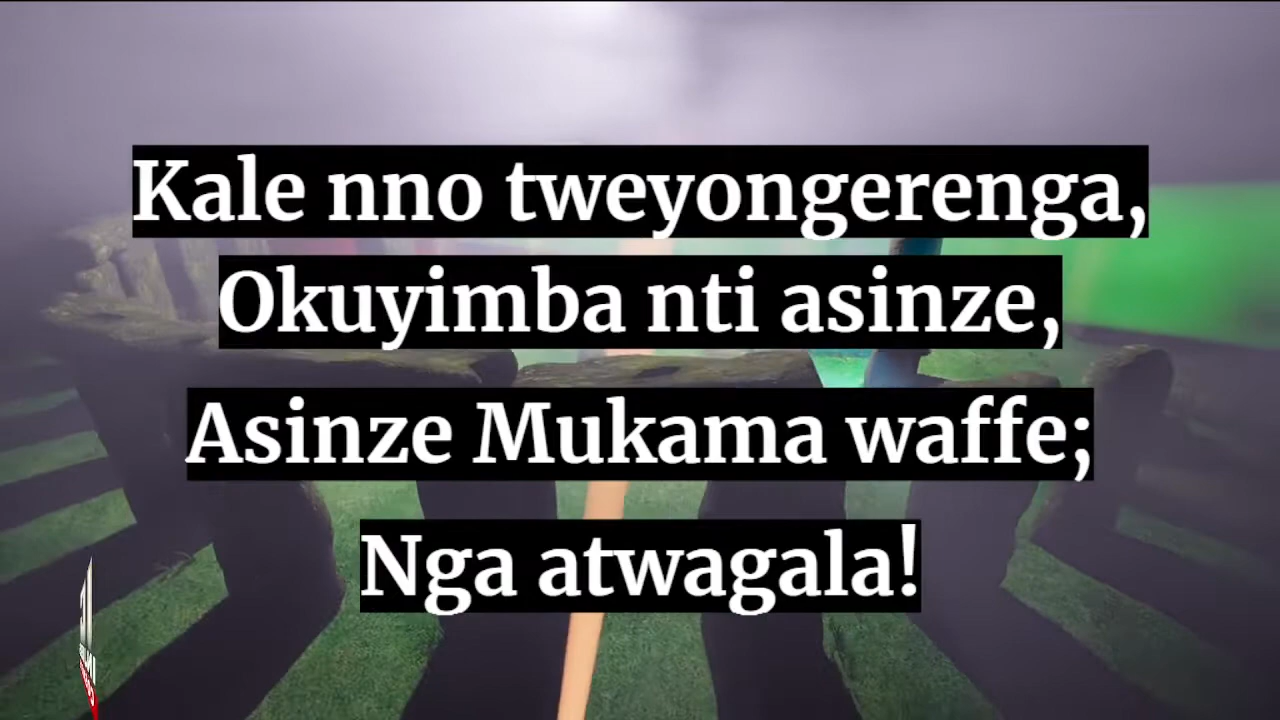 Kale nno tweyongerenga,
Okuyimba nti asinze,
Asinze Mukama waffe;
Nga atwagala!